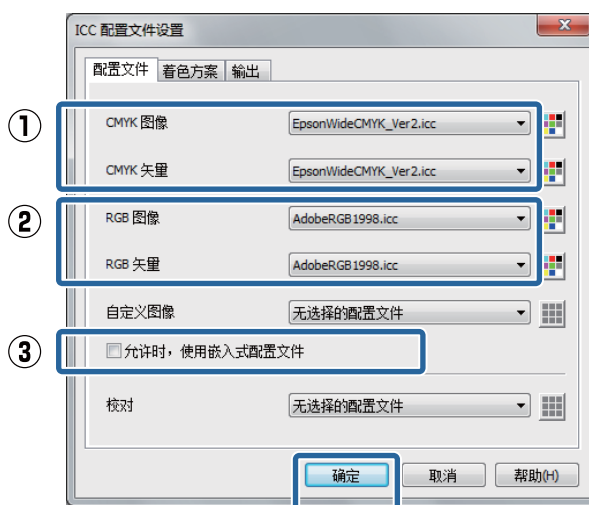 ICC 配置文件设置
配置文件 着色方案 输出
① CMYK 图像 EpsonWideCMYK_Ver2.icc
CMYK 矢量 EpsonWideCMYK_Ver2.icc
② RGB 图像 AdobeRGB1998.icc
RGB 矢量 AdobeRGB1998.icc
自定义图像 无选择的配置文件
③ 允许时，使用嵌入式配置文件
校对 无选择的配置文件
确定 取消 帮助(H)